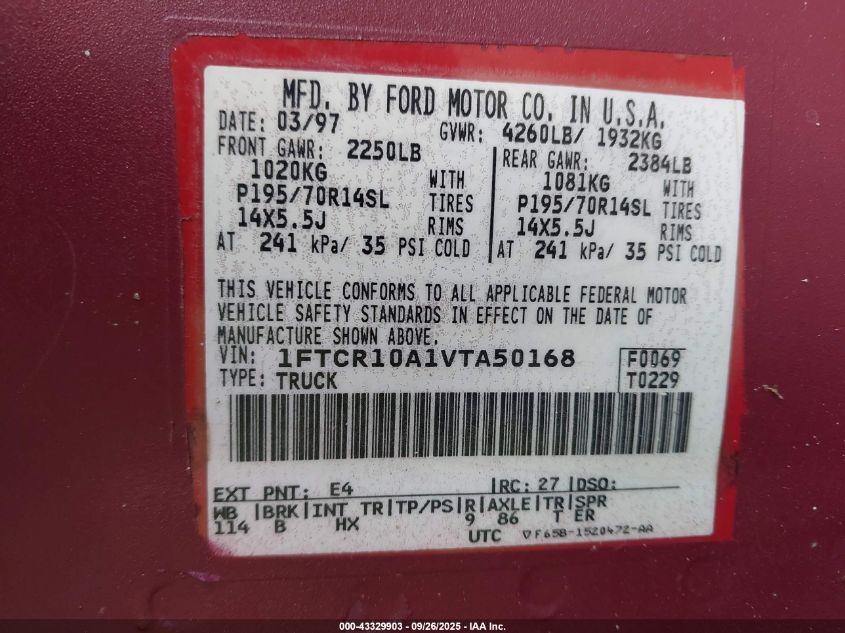 MFD. BY FORD MOTOR CO. IN U.S.A.
DATE: 03/97 GVWR: 4260LB/ 1932KG
FRONT GAWR: 2250LB REAR GAWR: 2384LB
1020KG WITH 1081KG WITH
P195/70R14SL TIRES P195/70R14SL TIRES
14X5.5J RIMS 14X5.5J RIMS
AT 241 kPa/ 35 PSI COLD AT 241 kPa/ 35 PSI COLD
THIS VEHICLE CONFORMS TO ALL APPLICABLE FEDERAL MOTOR
VEHICLE SAFETY STANDARDS IN EFFECT ON THE DATE OF
MANUFACTURE SHOWN ABOVE.
VIN: 1FTCR10A1VTA50168 F0069
TYPE: TRUCK T0229
EXT PNT: E4 RC: 27 DSO:
WB BRK INT TR TP/PS R AXLE TR SPR
114 B HX 9 86 T ER
UTC ▽F65B-1520472-AA
000-43329903 - 09/26/2025 - IAA Inc.